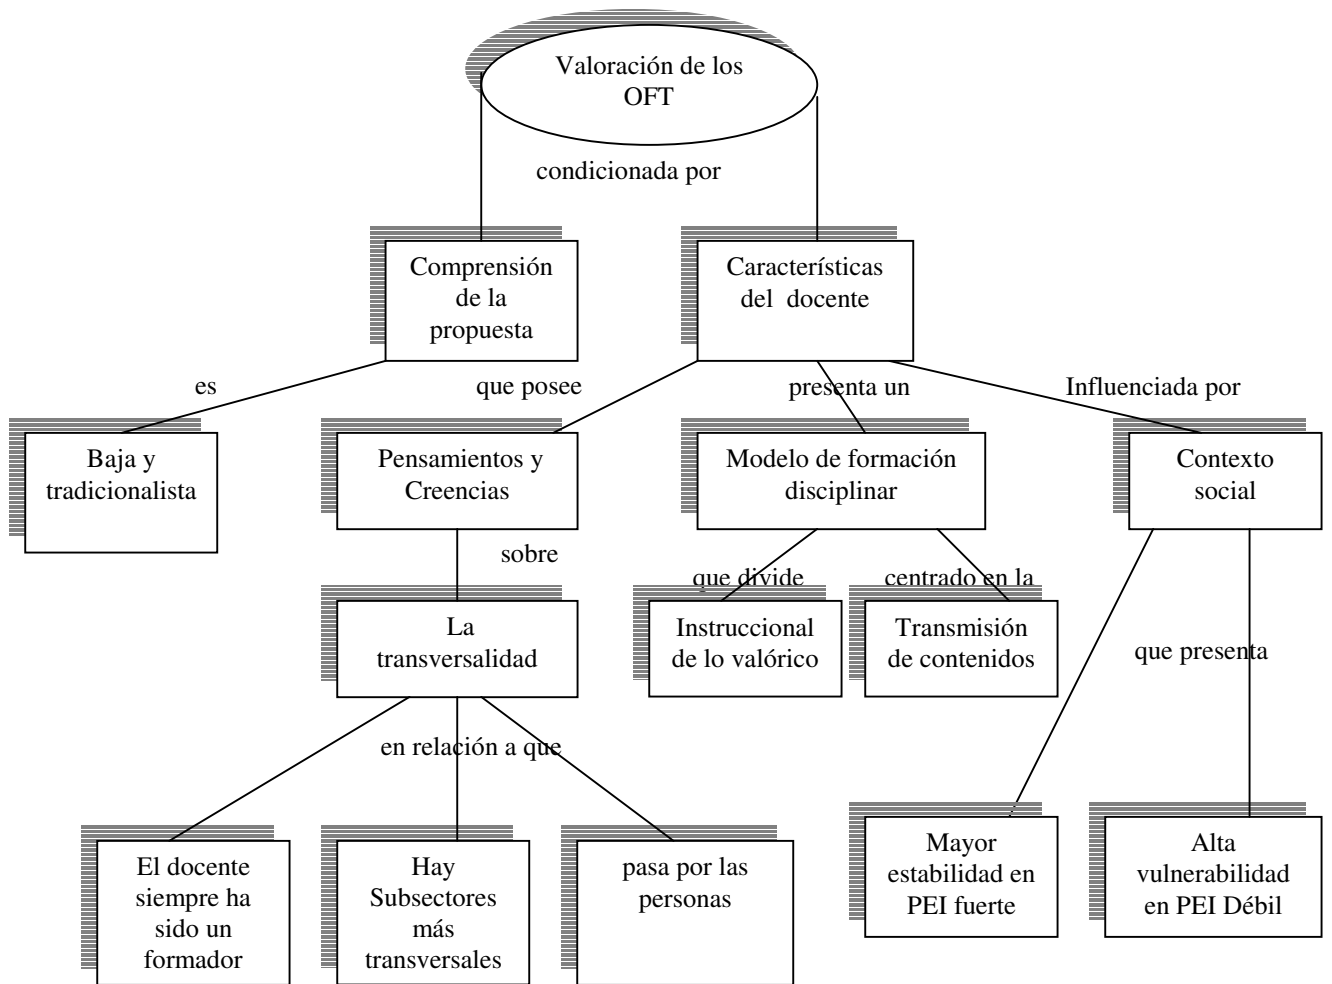 Valoración de los
OFT
condicionada por
Comprensión
de la
propuesta
Características
del docente
es
que posee
presenta un
Influenciada por
Baja y
tradicionalista
Pensamientos y
Creencias
Modelo de formación
disciplinar
Contexto
social
sobre
que divide
centrado en la
La
transversalidad
Instruccional
de lo valórico
Transmisión
de contenidos
que presenta
en relación a que
El docente
siempre ha
sido un
formador
Hay
Subsectores
más
transversales
pasa por las
personas
Mayor
estabilidad en
PEI fuerte
Alta
vulnerabilidad
en PEI Débil